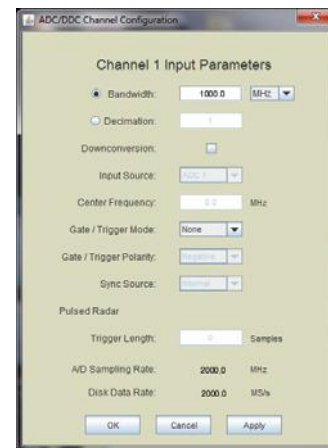 ADC/DDC Channel Configuration
Channel 1 Input Parameters
Bandwidth: 1000.0 MHz
Decimation: 1
Downconversion:
Input Source: ADC 1
Center Frequency: 0.0 MHz
Gate / Trigger Mode: None
Gate / Trigger Polarity: Negative
Sync Source: Internal
Pulsed Radar
Trigger Length: 0 Samples
A/D Sampling Rate: 2000.0 MHz
Disk Data Rate: 2000.0 MS/s
OK Cancel Apply